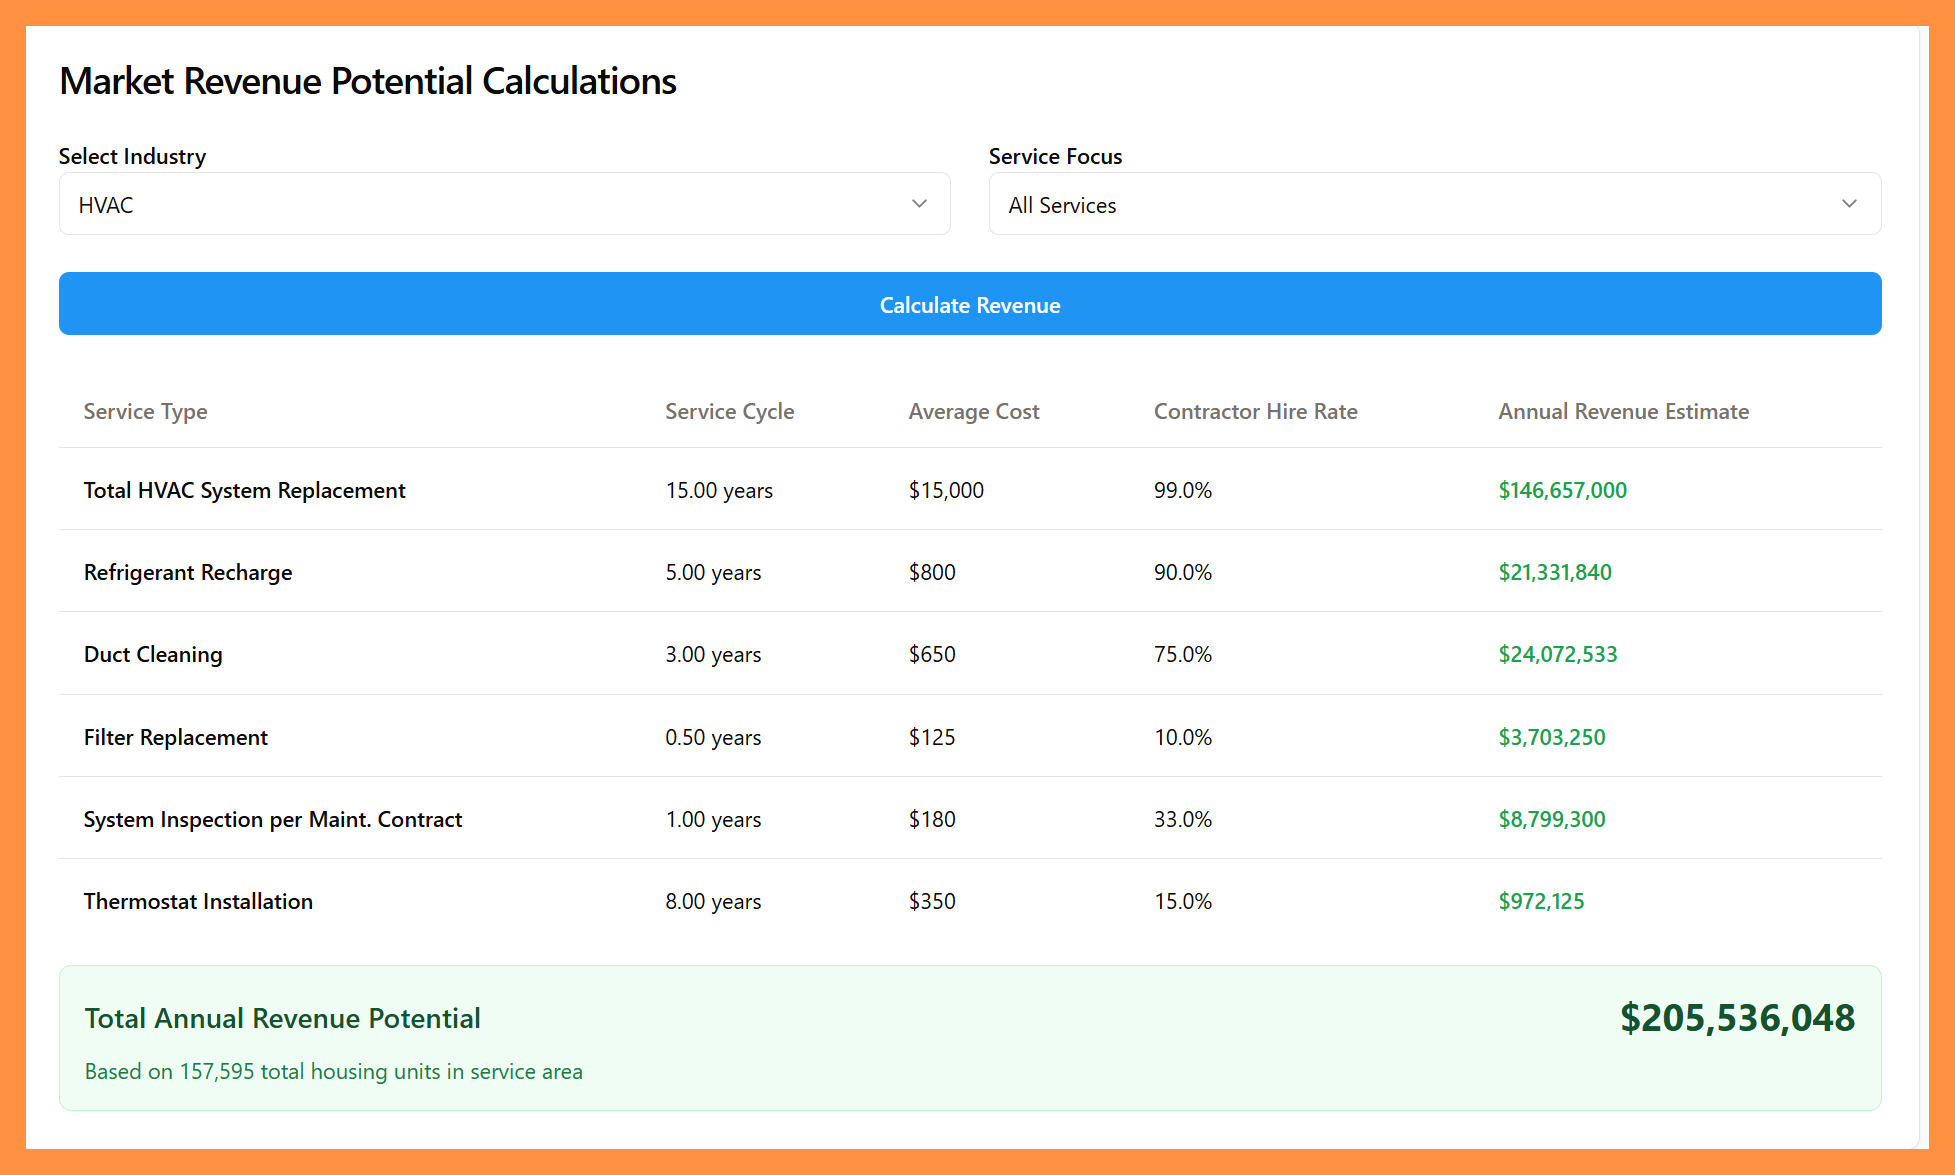 Market Revenue Potential Calculations
Select Industry
Service Focus
HVAC
All Services
Calculate Revenue
Service Type Service Cycle Average Cost Contractor Hire Rate Annual Revenue Estimate
Total HVAC System Replacement 15.00 years $15,000 99.0% $146,657,000
Refrigerant Recharge 5.00 years $800 90.0% $21,331,840
Duct Cleaning 3.00 years $650 75.0% $24,072,533
Filter Replacement 0.50 years $125 10.0% $3,703,250
System Inspection per Maint. Contract 1.00 years $180 33.0% $8,799,300
Thermostat Installation 8.00 years $350 15.0% $972,125
Total Annual Revenue Potential $205,536,048
Based on 157,595 total housing units in service area